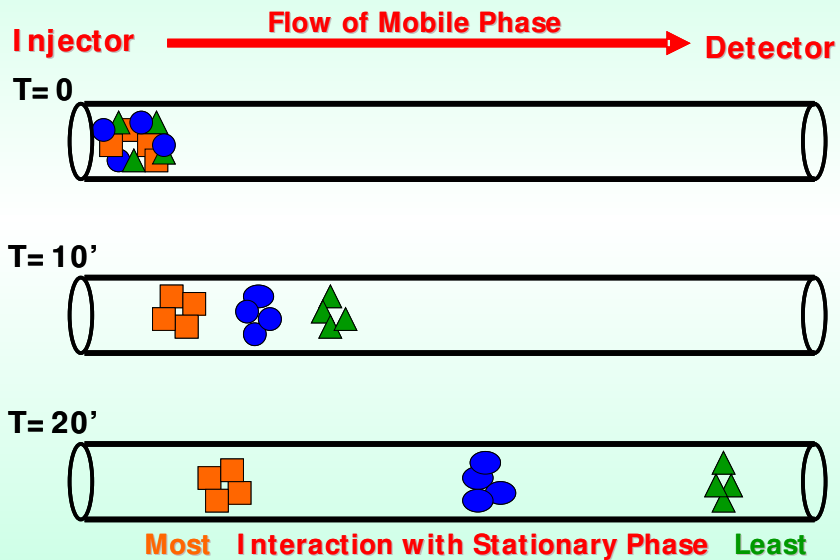 Flow of Mobile Phase
Injector
Detector
T= 0
T= 10’
T= 20’
Most Interaction with Stationary Phase Least